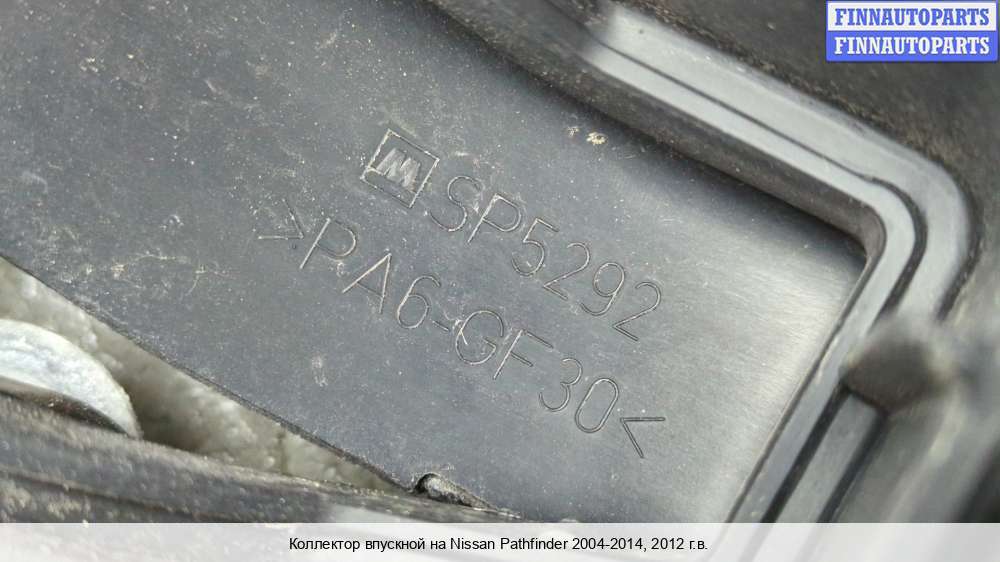 FINNAUTOPARTS
FINNAUTOPARTS
SP5292
>PA6-GF30<
Коллектор впускной на Nissan Pathfinder 2004-2014, 2012 г.в.